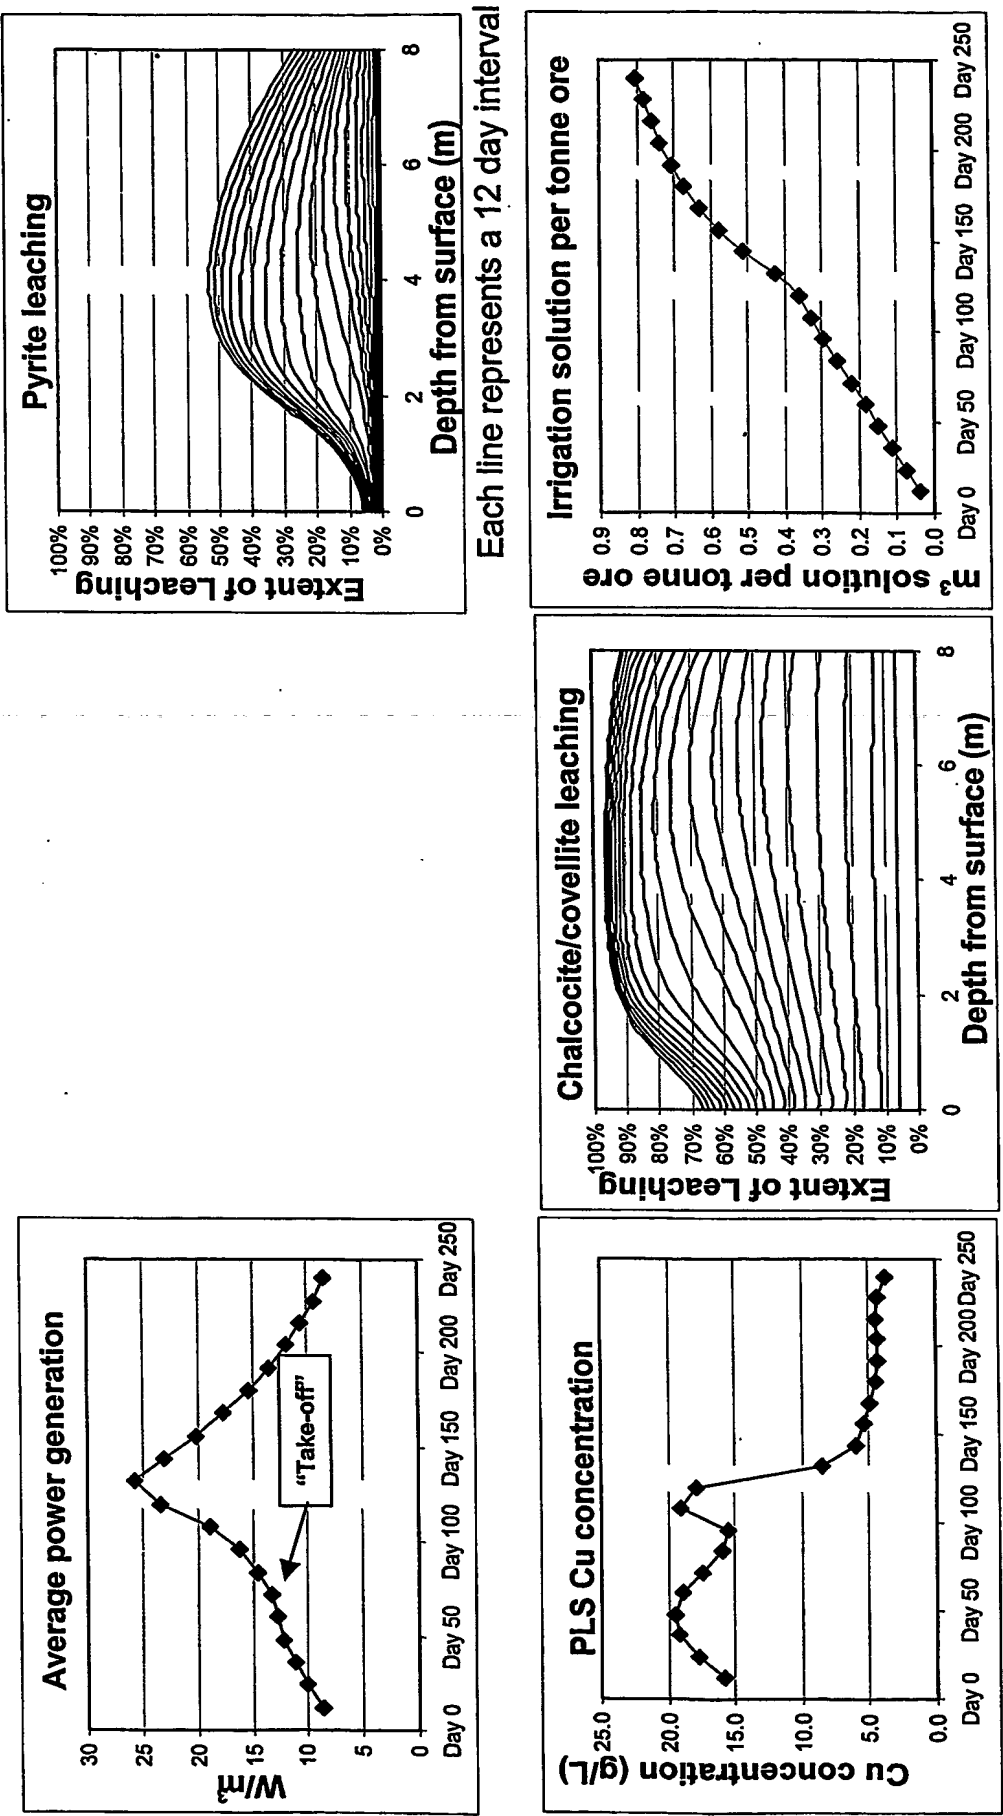 Average power generation
W/m³
30
25
20
15
10
5
0
"Take-off"
Day 0
Day 50
Day 100
Day 150
Day 200
Day 250
Pyrite leaching
Extent of Leaching
100%
90%
80%
70%
60%
50%
40%
30%
20%
10%
0%
0
2
4
6
8
Depth from surface (m)
Each line represents a 12 day interval
PLS Cu concentration
Cu concentration (g/L)
25.0
20.0
15.0
10.0
5.0
0.0
Day 0
Day 50
Day 100
Day 150
Day 200
Day 250
Chalcocite/covellite leaching
Extent of Leaching
100%
90%
80%
70%
60%
50%
40%
30%
20%
10%
0%
0
2
4
6
8
Depth from surface (m)
Irrigation solution per tonne ore
m³ solution per tonne ore
0.9
0.8
0.7
0.6
0.5
0.4
0.3
0.2
0.1
0.0
Day 0
Day 50
Day 100
Day 150
Day 200
Day 250